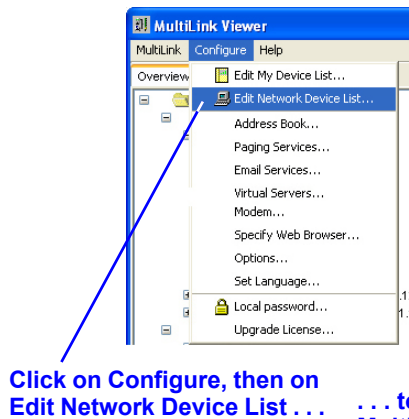 MultiLink Viewer
MultiLink Configure Help
Overview
Edit My Device List...
Edit Network Device List...
Address Book...
Paging Services...
Email Services...
Virtual Servers...
Modem...
Specify Web Browser...
Options...
Set Language...
Local password...
Upgrade License...
Click on Configure, then on
Edit Network Device List . . .
. . . to